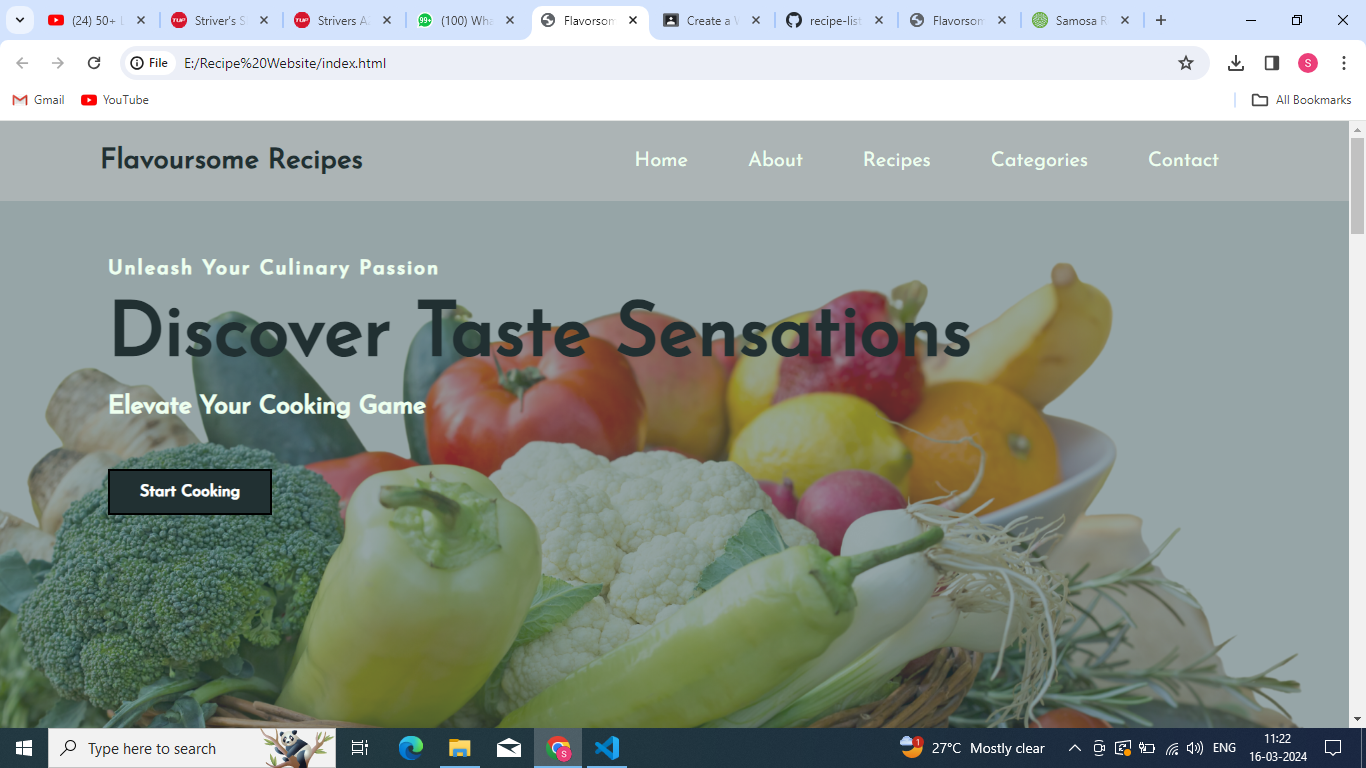 (24) 50+ L
Striver's S
Strivers A
(100) Wha
Flavorsom
Create a W
recipe-list
Flavorsom
Samosa R
File E:/Recipe%20Website/index.html
Gmail YouTube All Bookmarks
Flavoursome Recipes Home About Recipes Categories Contact
Unleash Your Culinary Passion
Discover Taste Sensations
Elevate Your Cooking Game
Start Cooking
Type here to search
27°C Mostly clear
ENG
11:22
16-03-2024